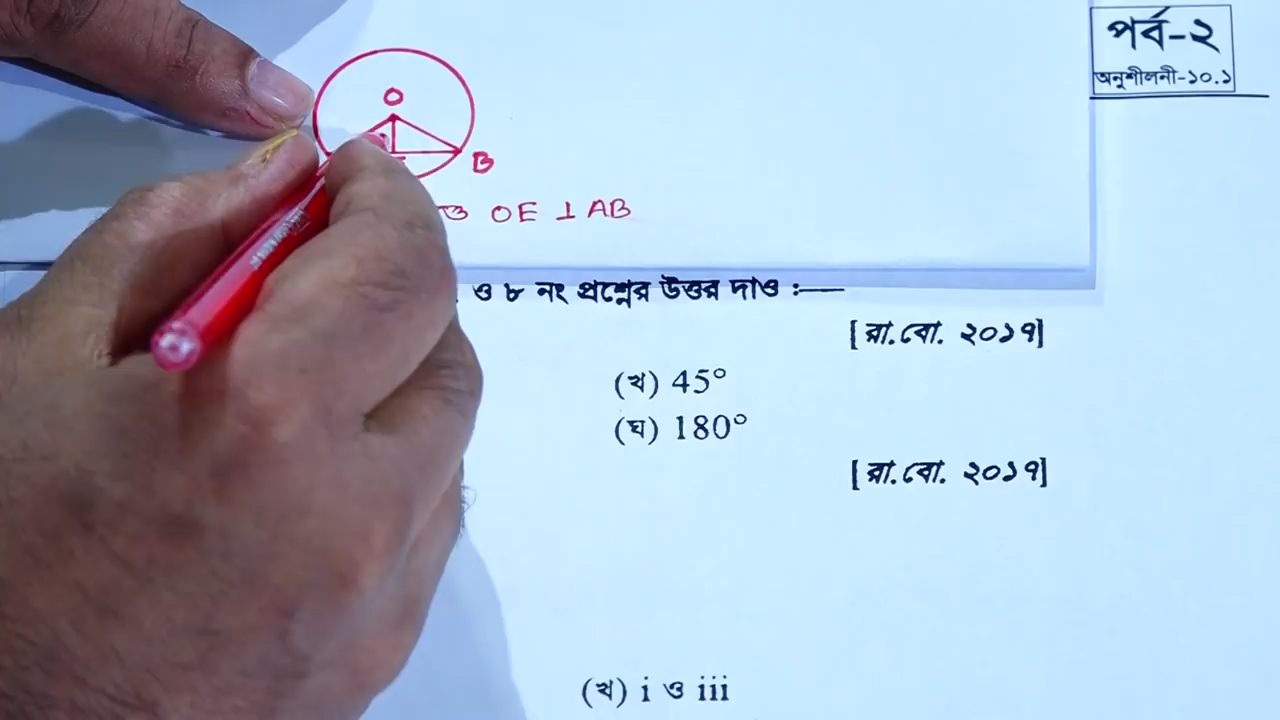 পর্ব-২
অনুশীলনী-১০.১
O
B
ও OE ⊥ AB
ও ৮ নং প্রশ্নের উত্তর দাও :—
[রা.বো. ২০১৭]
(খ) 45°
(ঘ) 180°
[রা.বো. ২০১৭]
(খ) i ও iii